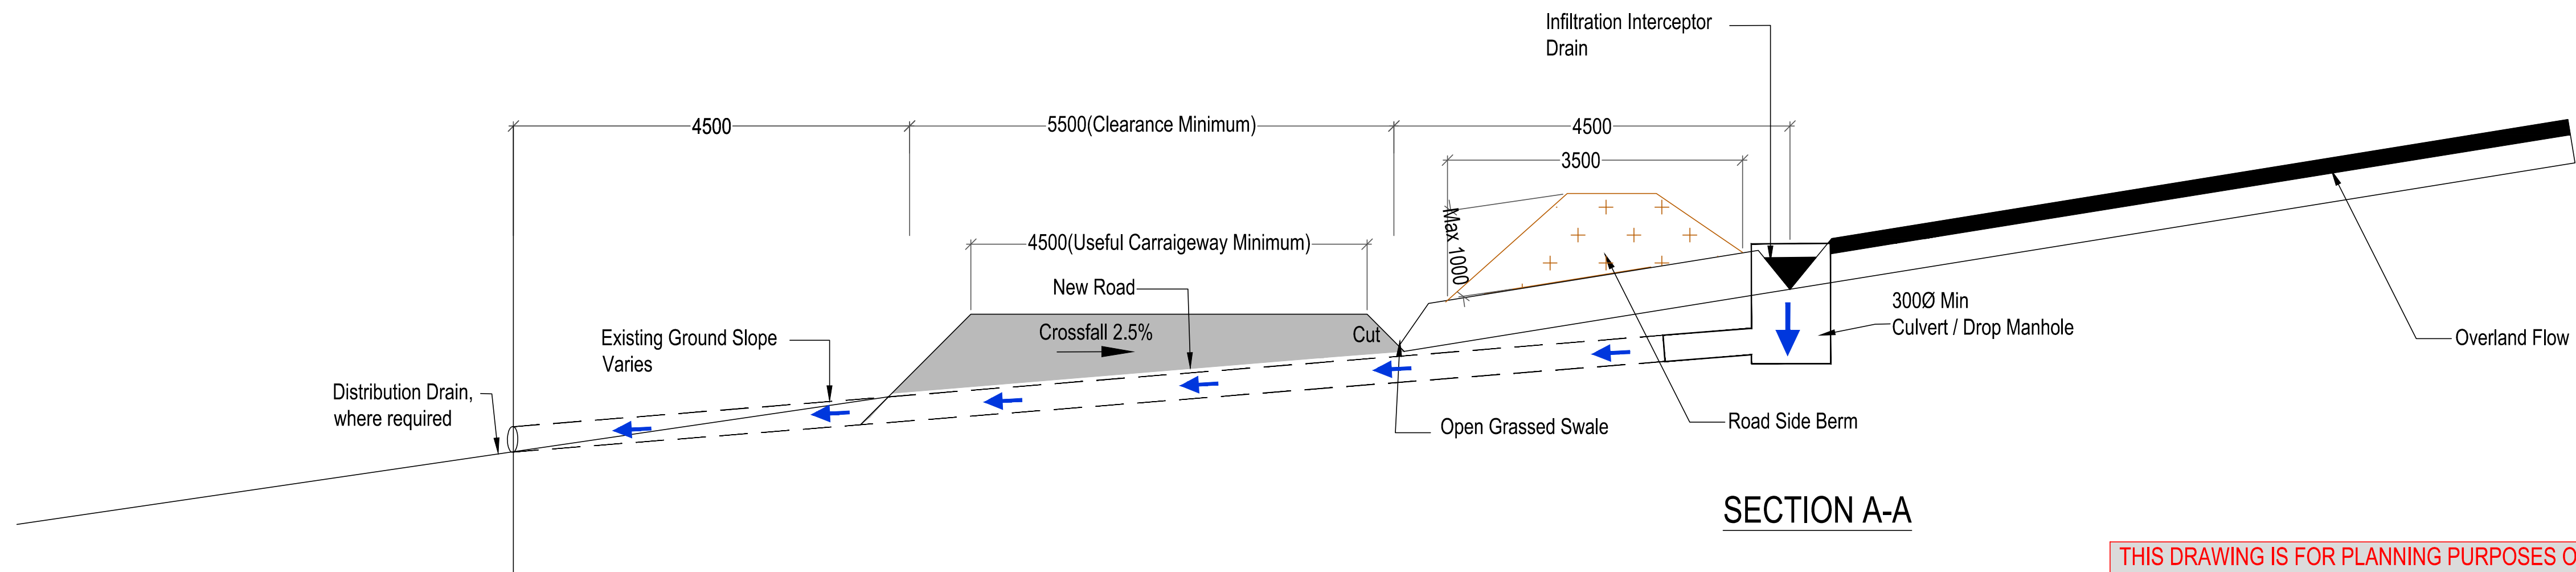 Infiltration Interceptor
Drain
4500
5500(Clearance Minimum)
4500
3500
Max 1000
4500(Useful Carraigeway Minimum)
New Road
Crossfall 2.5%
Cut
300Ø Min
Culvert / Drop Manhole
Existing Ground Slope
Varies
Overland Flow
Distribution Drain,
where required
Open Grassed Swale
Road Side Berm
SECTION A-A
THIS DRAWING IS FOR PLANNING PURPOSES O